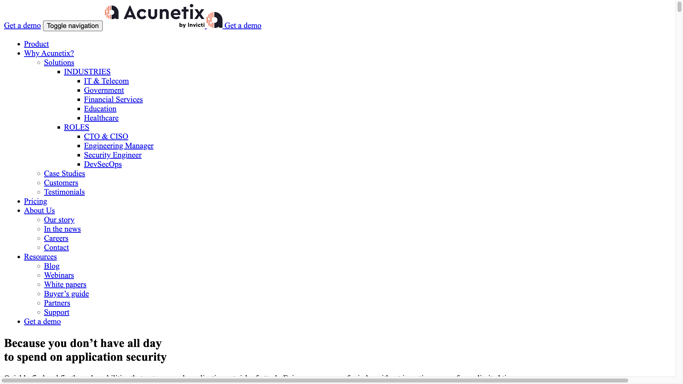 Get a demo Toggle navigation Acunetix by Invicti Get a demo
Product
Why Acunetix?
Solutions
INDUSTRIES
IT & Telecom
Government
Financial Services
Education
Healthcare
ROLES
CTO & CISO
Engineering Manager
Security Engineer
DevSecOps
Case Studies
Customers
Testimonials
Pricing
About Us
Our story
In the news
Careers
Contact
Resources
Blog
Webinars
White papers
Buyer’s guide
Partners
Support
Get a demo
Because you don’t have all day
to spend on application security